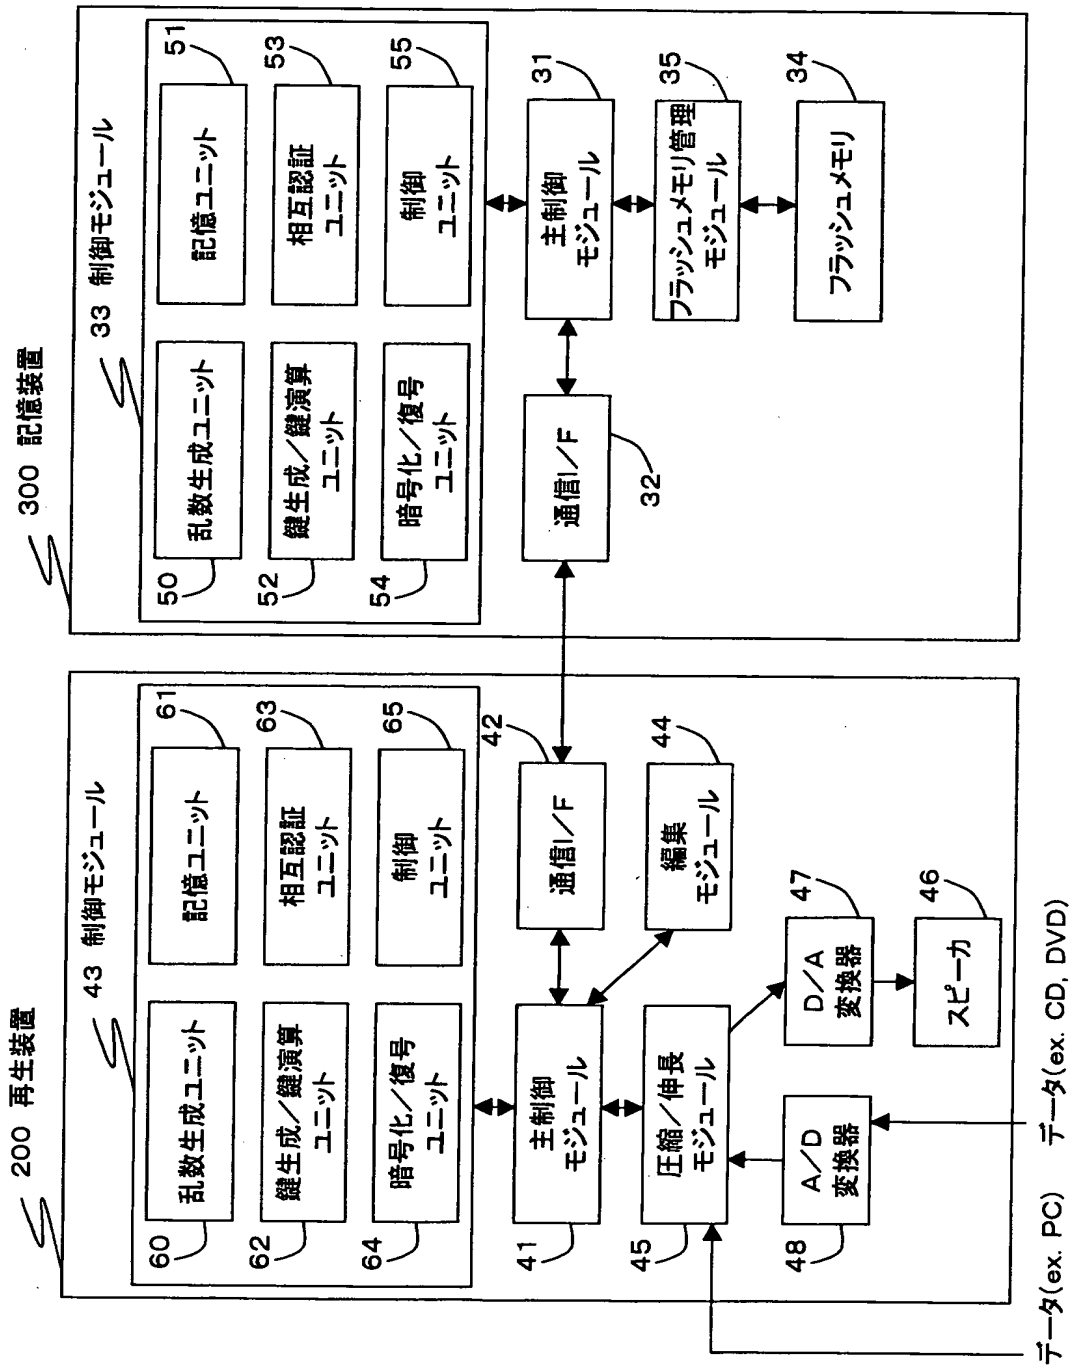 200 再生装置
43 制御モジュール
60
乱数生成ユニット
61
記憶ユニット
62
鍵生成／鍵演算
ユニット
63
相互認証
ユニット
64
暗号化／復号
ユニット
65
制御
ユニット
41
主制御
モジュール
42
通信I／F
44
編集
モジュール
45
圧縮／伸長
モジュール
48
A／D
変換器
47
D／A
変換器
46
スピーカ
データ(ex. PC)
データ(ex. CD, DVD)
300 記憶装置
33 制御モジュール
50
乱数生成ユニット
51
記憶ユニット
52
鍵生成／鍵演算
ユニット
53
相互認証
ユニット
54
暗号化／復号
ユニット
55
制御
ユニット
32
通信I／F
31
主制御
モジュール
35
フラッシュメモリ管理
モジュール
34
フラッシュメモリ